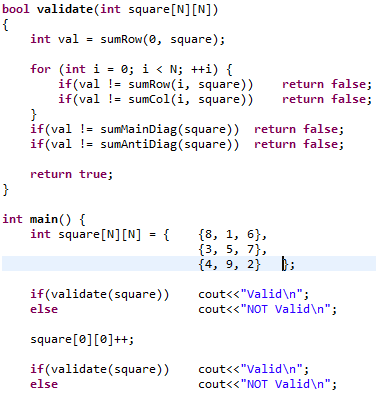 bool validate(int square[N][N])
{
    int val = sumRow(0, square);
    for (int i = 0; i < N; ++i) {
        if(val != sumRow(i, square))    return false;
        if(val != sumCol(i, square))    return false;
    }
    if(val != sumMainDiag(square))  return false;
    if(val != sumAntiDiag(square))  return false;
    return true;
}
int main() {
    int square[N][N] = {    {8, 1, 6},
                            {3, 5, 7},
                            {4, 9, 2}   };
    if(validate(square))    cout<<"Valid\n";
    else                    cout<<"NOT Valid\n";
    square[0][0]++;
    if(validate(square))    cout<<"Valid\n";
    else                    cout<<"NOT Valid\n";